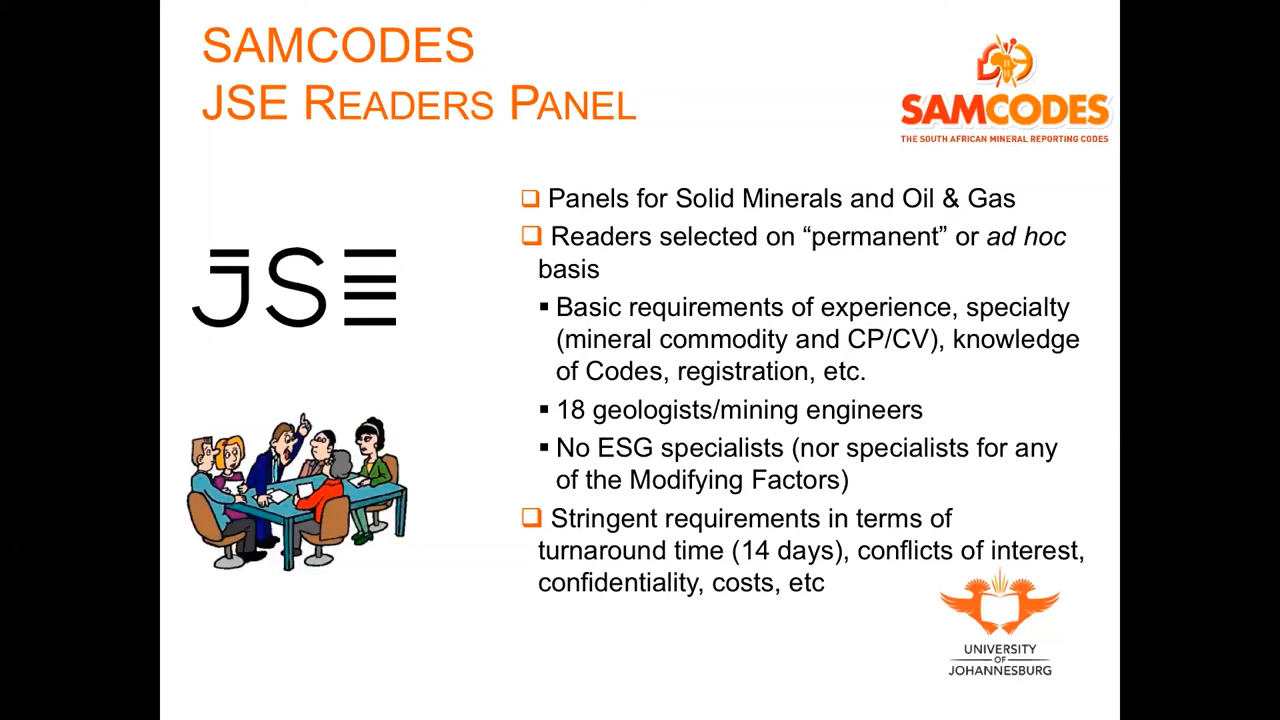 SAMCODES
JSE READERS PANEL
SAMCODES
THE SOUTH AFRICAN MINERAL REPORTING CODES
JSE
❑ Panels for Solid Minerals and Oil & Gas
❑ Readers selected on “permanent” or ad hoc
basis
▪ Basic requirements of experience, specialty
(mineral commodity and CP/CV), knowledge
of Codes, registration, etc.
▪ 18 geologists/mining engineers
▪ No ESG specialists (nor specialists for any
of the Modifying Factors)
❑ Stringent requirements in terms of
turnaround time (14 days), conflicts of interest,
confidentiality, costs, etc
UNIVERSITY
OF
JOHANNESBURG